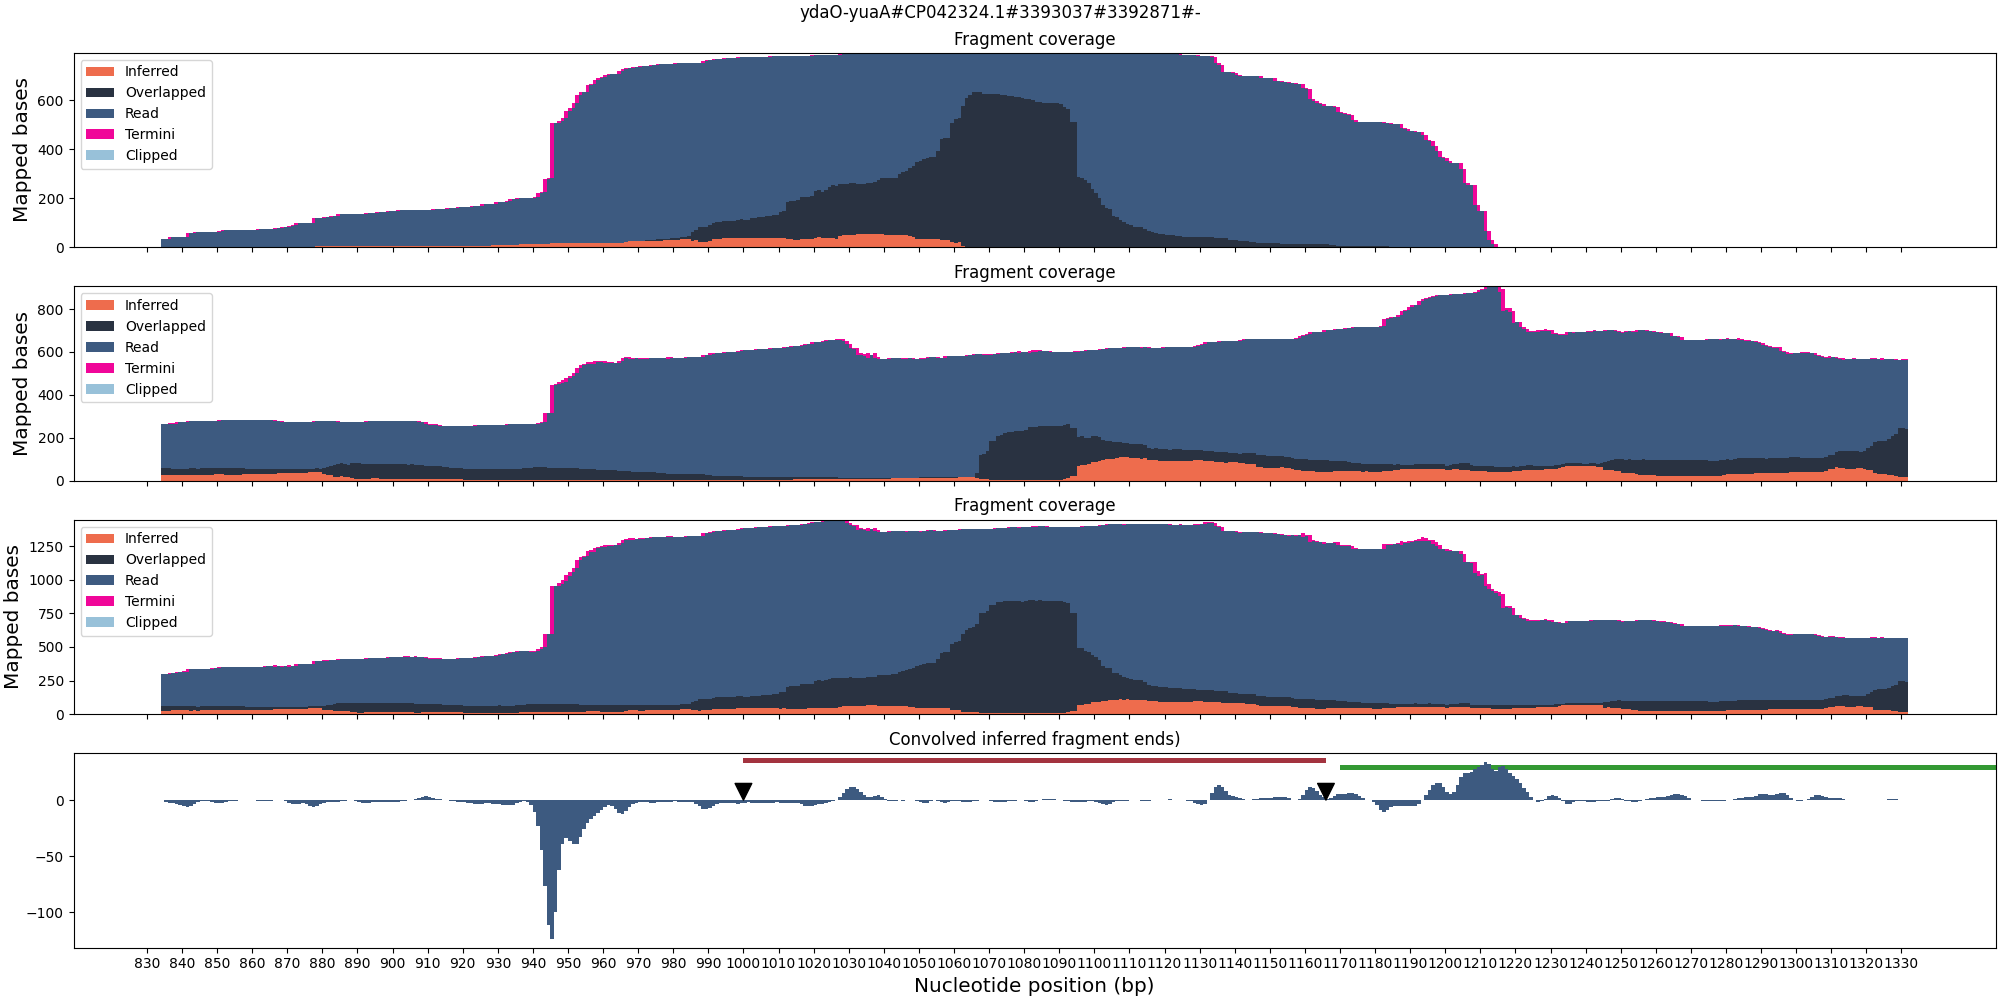 ydaO-yuaA#CP042324.1#3393037#3392871#-
Fragment coverage
Mapped bases
600
400
200
0
Inferred
Overlapped
Read
Termini
Clipped
Fragment coverage
Mapped bases
800
600
400
200
0
Inferred
Overlapped
Read
Termini
Clipped
Fragment coverage
Mapped bases
1250
1000
750
500
250
0
Inferred
Overlapped
Read
Termini
Clipped
Convolved inferred fragment ends)
0
−50
−100
830 840 850 860 870 880 890 900 910 920 930 940 950 960 970 980 990 1000 1010 1020 1030 1040 1050 1060 1070 1080 1090 1100 1110 1120 1130 1140 1150 1160 1170 1180 1190 1200 1210 1220 1230 1240 1250 1260 1270 1280 1290 1300 1310 1320 1330
Nucleotide position (bp)